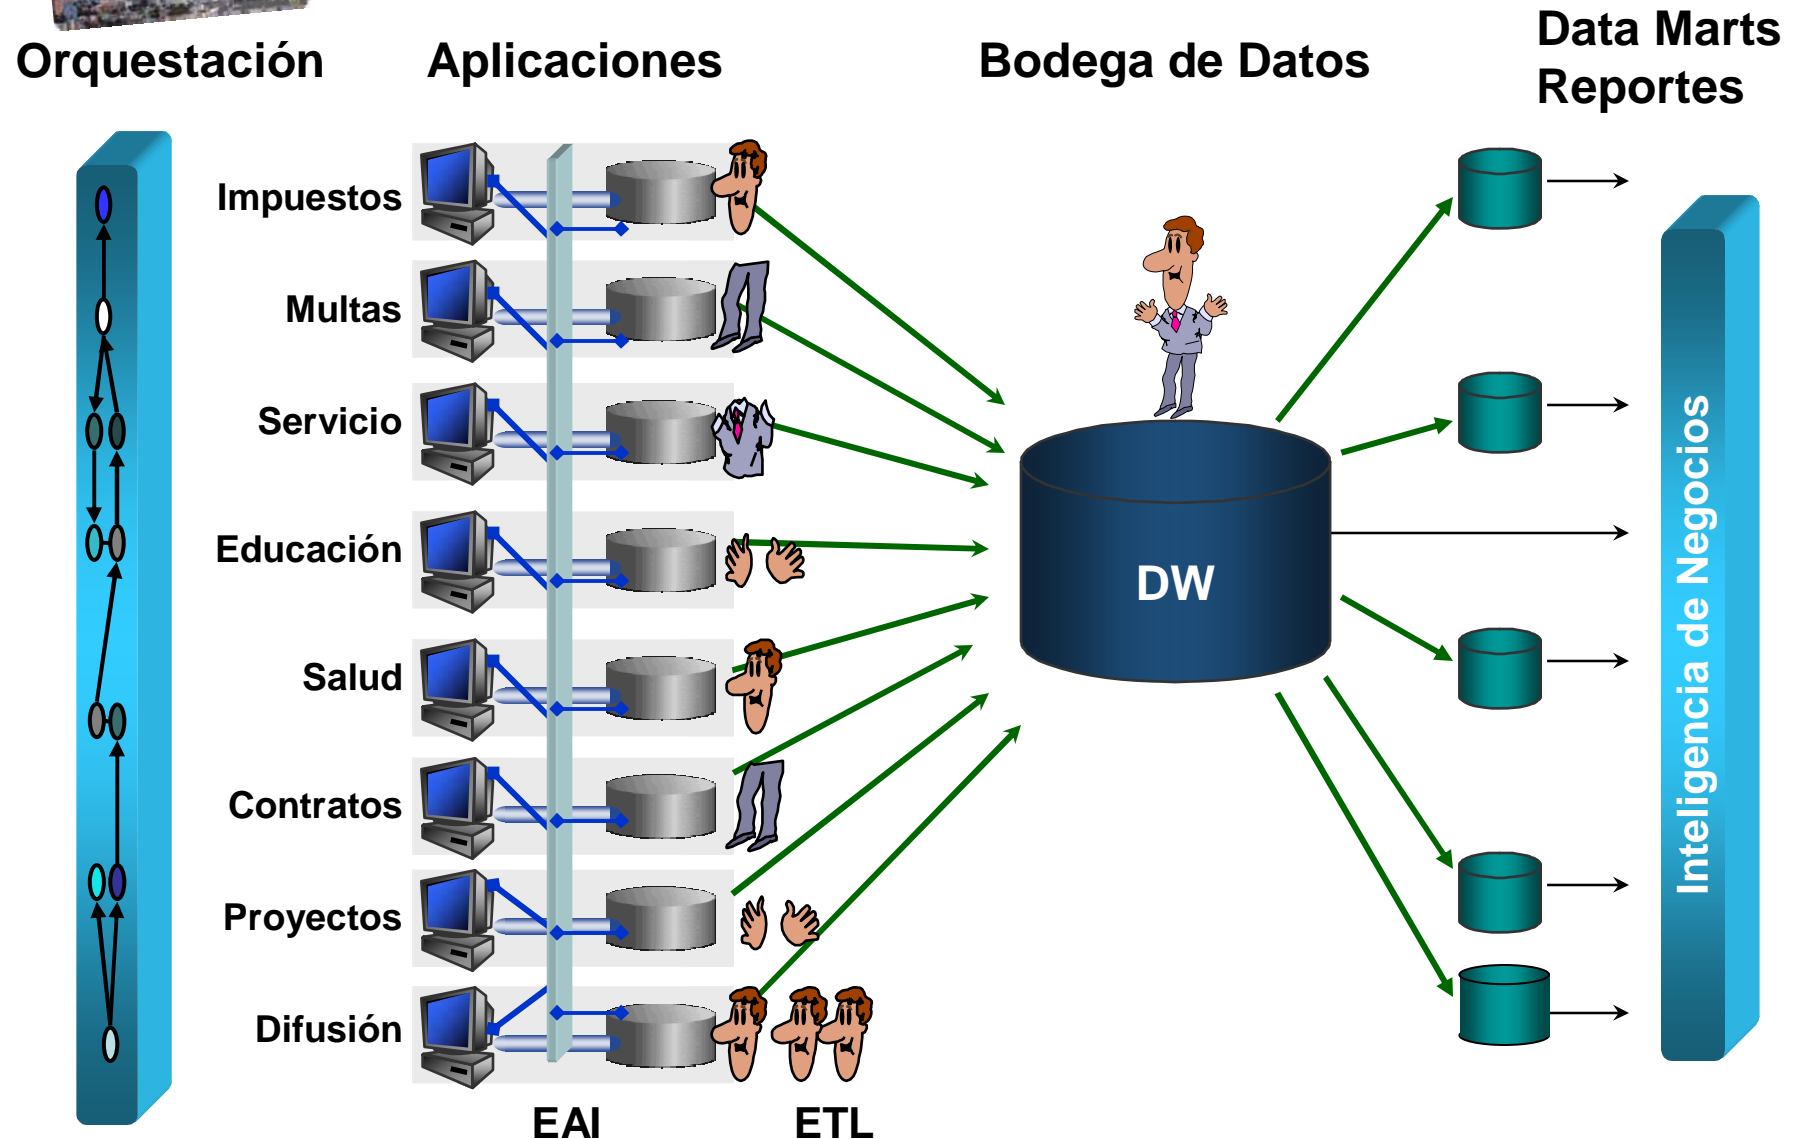 Orquestación
Aplicaciones
Bodega de Datos
Data Marts
Reportes
Impuestos
Multas
Servicio
Educación
Salud
Contratos
Proyectos
Difusión
DW
Inteligencia de Negocios
EAI
ETL